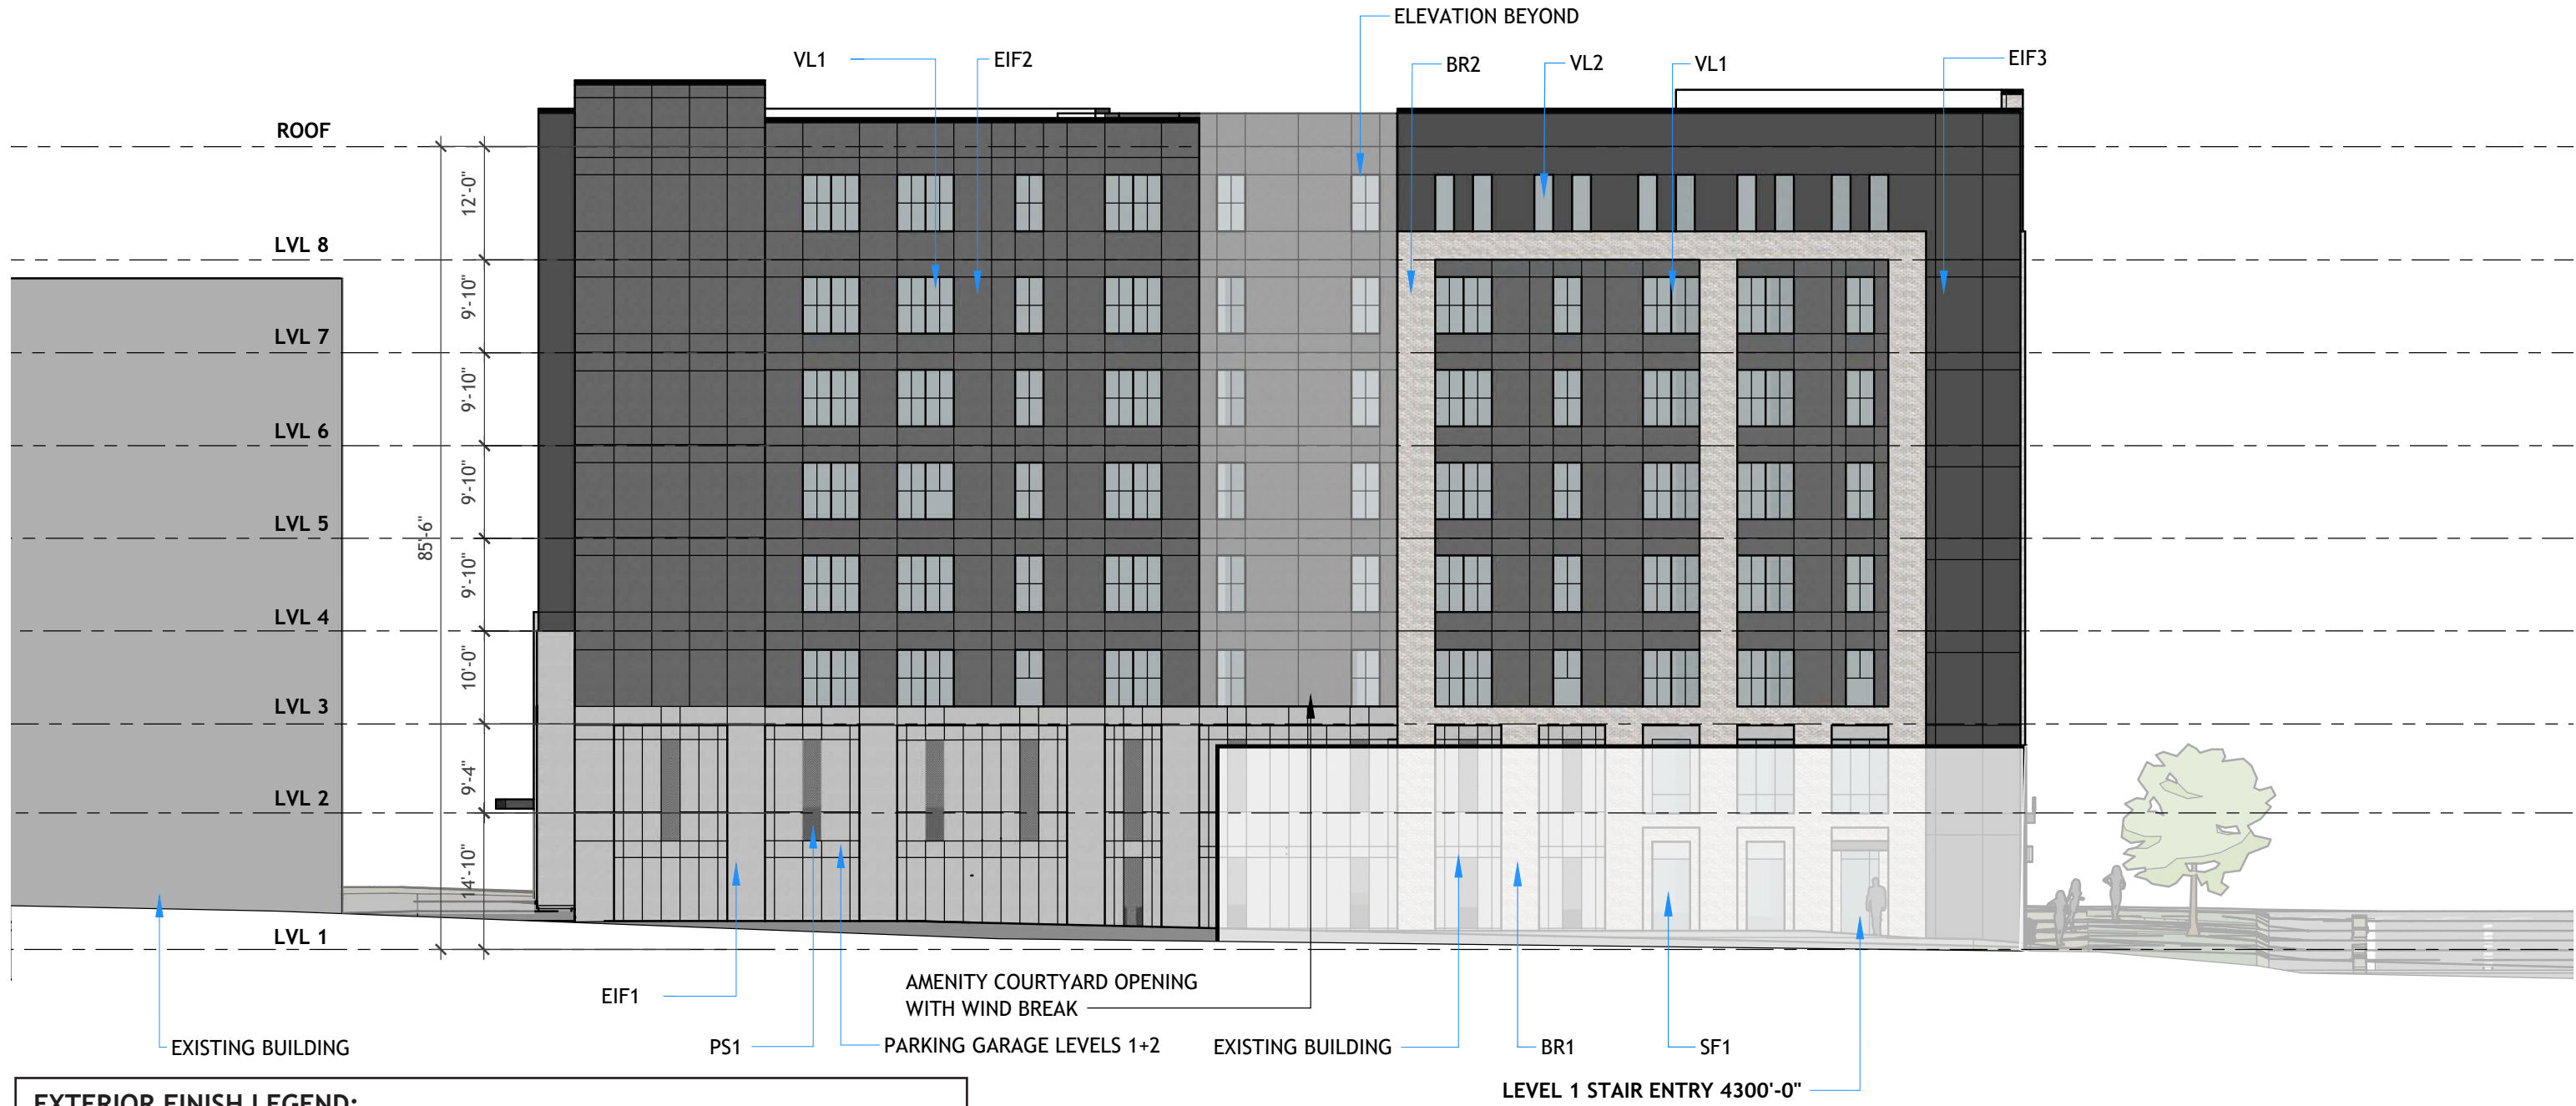 ELEVATION BEYOND
VL1
EIF2
BR2
VL2
VL1
EIF3
ROOF
12'-0"
LVL 8
9'-10"
LVL 7
9'-10"
LVL 6
9'-10"
LVL 5
85'-6"
9'-10"
LVL 4
10'-0"
LVL 3
9'-4"
LVL 2
14'-10"
LVL 1
AMENITY COURTYARD OPENING
WITH WIND BREAK
EIF1
EXISTING BUILDING
PS1
PARKING GARAGE LEVELS 1+2
EXISTING BUILDING
BR1
SF1
LEVEL 1 STAIR ENTRY 4300'-0"
EXTERIOR FINISH LEGEND: